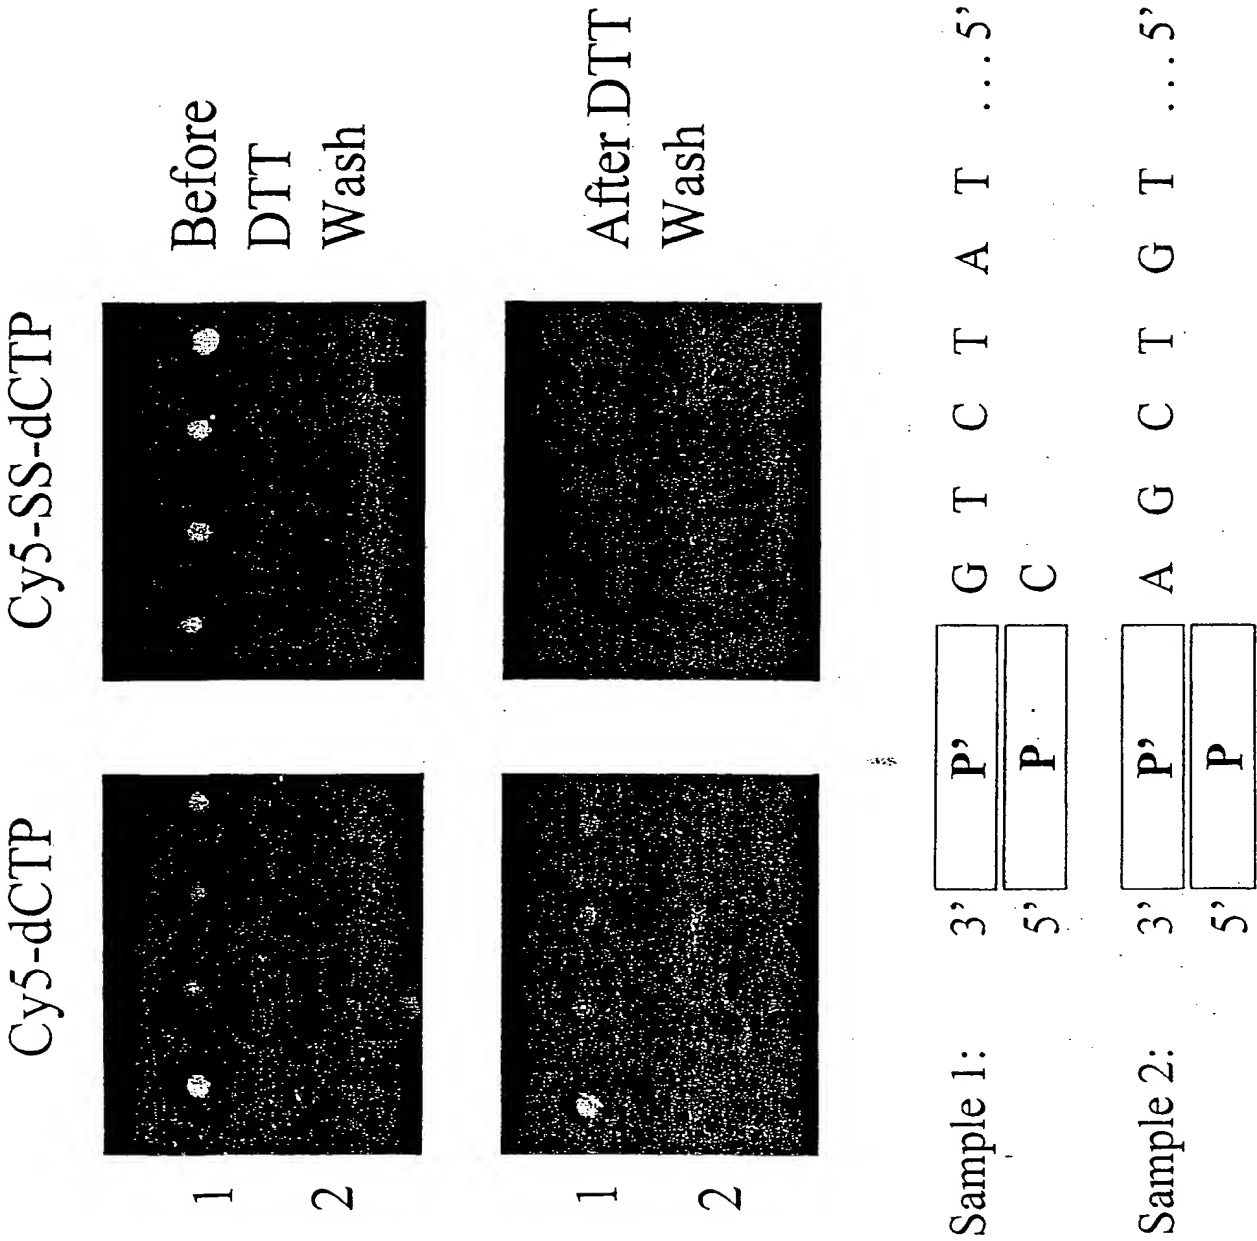 Cy5-dCTP
Cy5-SS-dCTP
1
2
Before
DTT
Wash
1
2
After DTT
Wash
Sample 1:
3' P' G T C T A T ...5'
5' P C
Sample 2:
3' P' A G C T G T ...5'
5' P